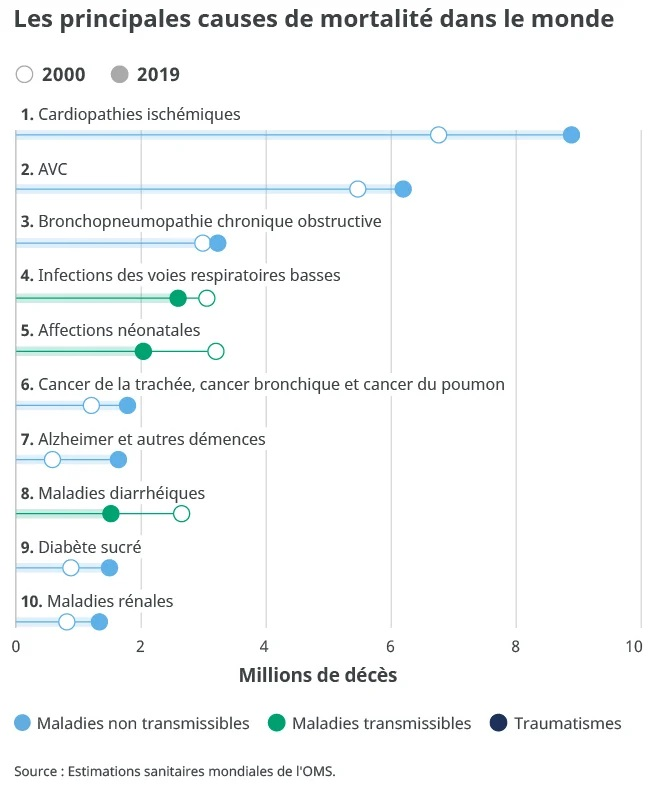 Les principales causes de mortalité dans le monde
2000 2019
1. Cardiopathies ischémiques
2. AVC
3. Bronchopneumopathie chronique obstructive
4. Infections des voies respiratoires basses
5. Affections néonatales
6. Cancer de la trachée, cancer bronchique et cancer du poumon
7. Alzheimer et autres démences
8. Maladies diarrhéiques
9. Diabète sucré
10. Maladies rénales
0 2 4 6 8 10
Millions de décès
Maladies non transmissibles Maladies transmissibles Traumatismes
Source : Estimations sanitaires mondiales de l'OMS.